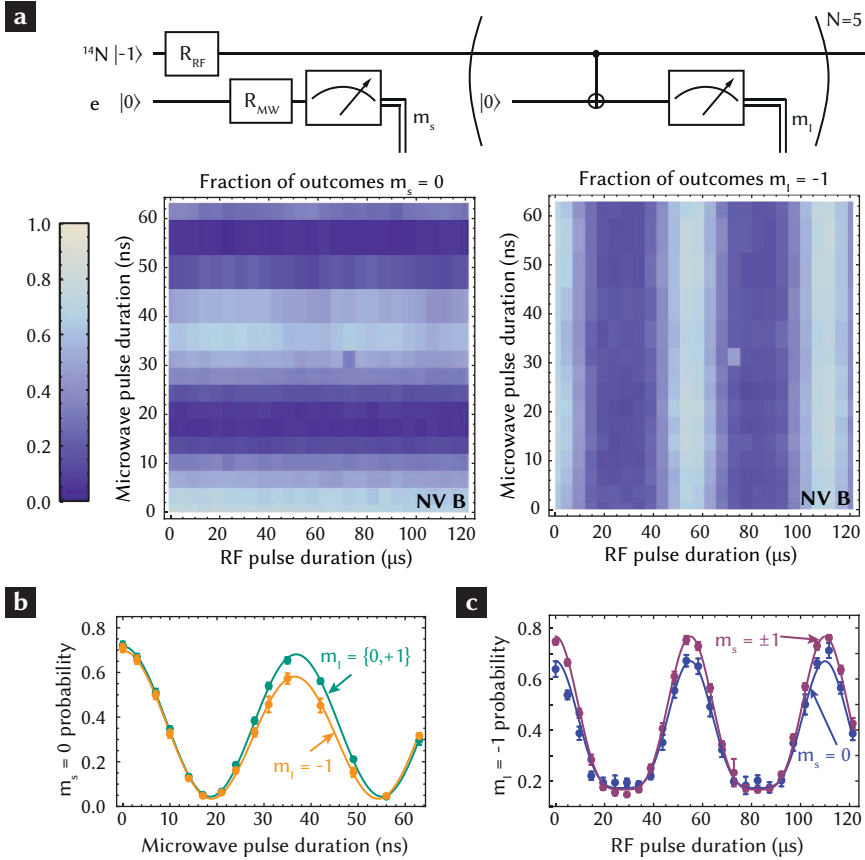 a
N=5
¹⁴N |-1⟩ R_RF
e |0⟩ R_MW m_s |0⟩ m_I
Fraction of outcomes m_s = 0
Fraction of outcomes m_I = -1
1.0
0.8
0.6
0.4
0.2
0.0
Microwave pulse duration (ns)
60
50
40
30
20
10
0
NV B
0 20 40 60 80 100 120
RF pulse duration (μs)
Microwave pulse duration (ns)
60
50
40
30
20
10
0
NV B
0 20 40 60 80 100 120
RF pulse duration (μs)
b
m_s = 0 probability
0.8
0.6
0.4
0.2
0.0
m_I = {0,+1}
m_I = -1
0 10 20 30 40 50 60
Microwave pulse duration (ns)
c
m_I = -1 probability
0.8
0.6
0.4
0.2
m_s = ±1
m_s = 0
0 20 40 60 80 100 120
RF pulse duration (μs)